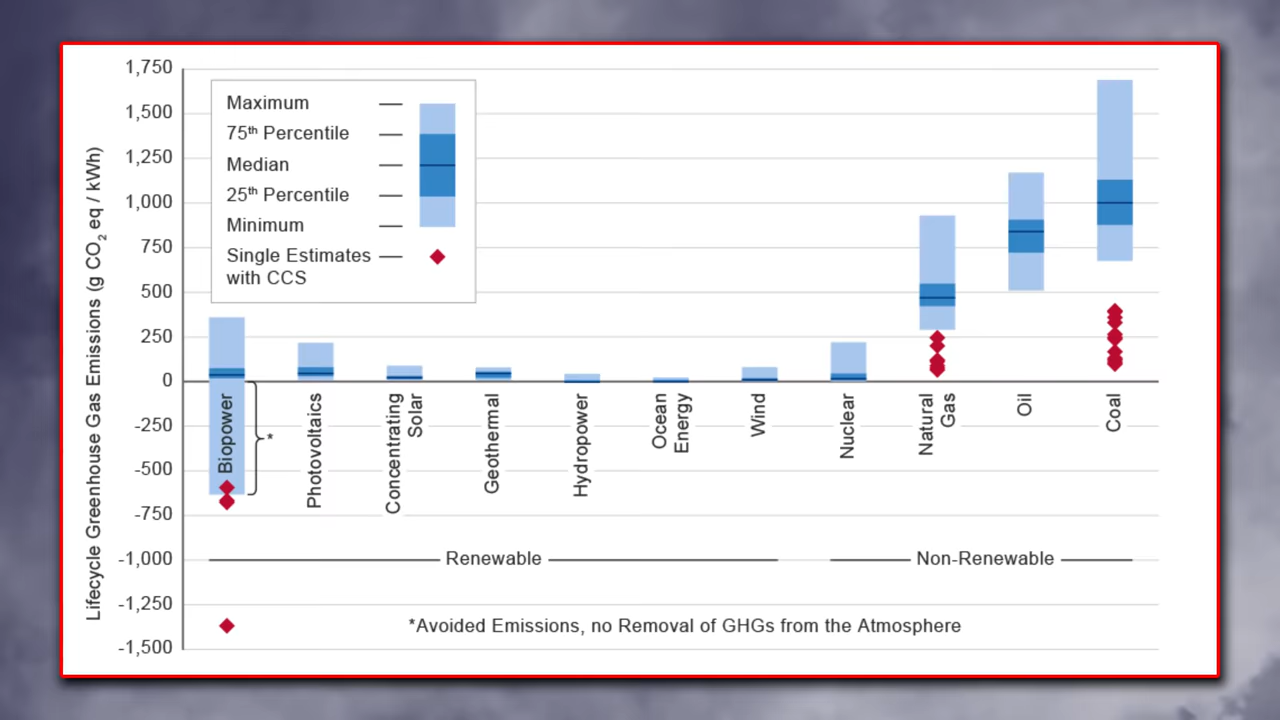 1,750
1,500
1,250
1,000
750
500
250
0
-250
-500
-750
-1,000
-1,250
-1,500
Lifecycle Greenhouse Gas Emissions (g CO₂ eq / kWh)
Maximum
75ᵗʰ Percentile
Median
25ᵗʰ Percentile
Minimum
Single Estimates
with CCS
*
Biopower
Photovoltaics
Concentrating
Solar
Geothermal
Hydropower
Ocean
Energy
Wind
Nuclear
Natural
Gas
Oil
Coal
Renewable
Non-Renewable
*Avoided Emissions, no Removal of GHGs from the Atmosphere